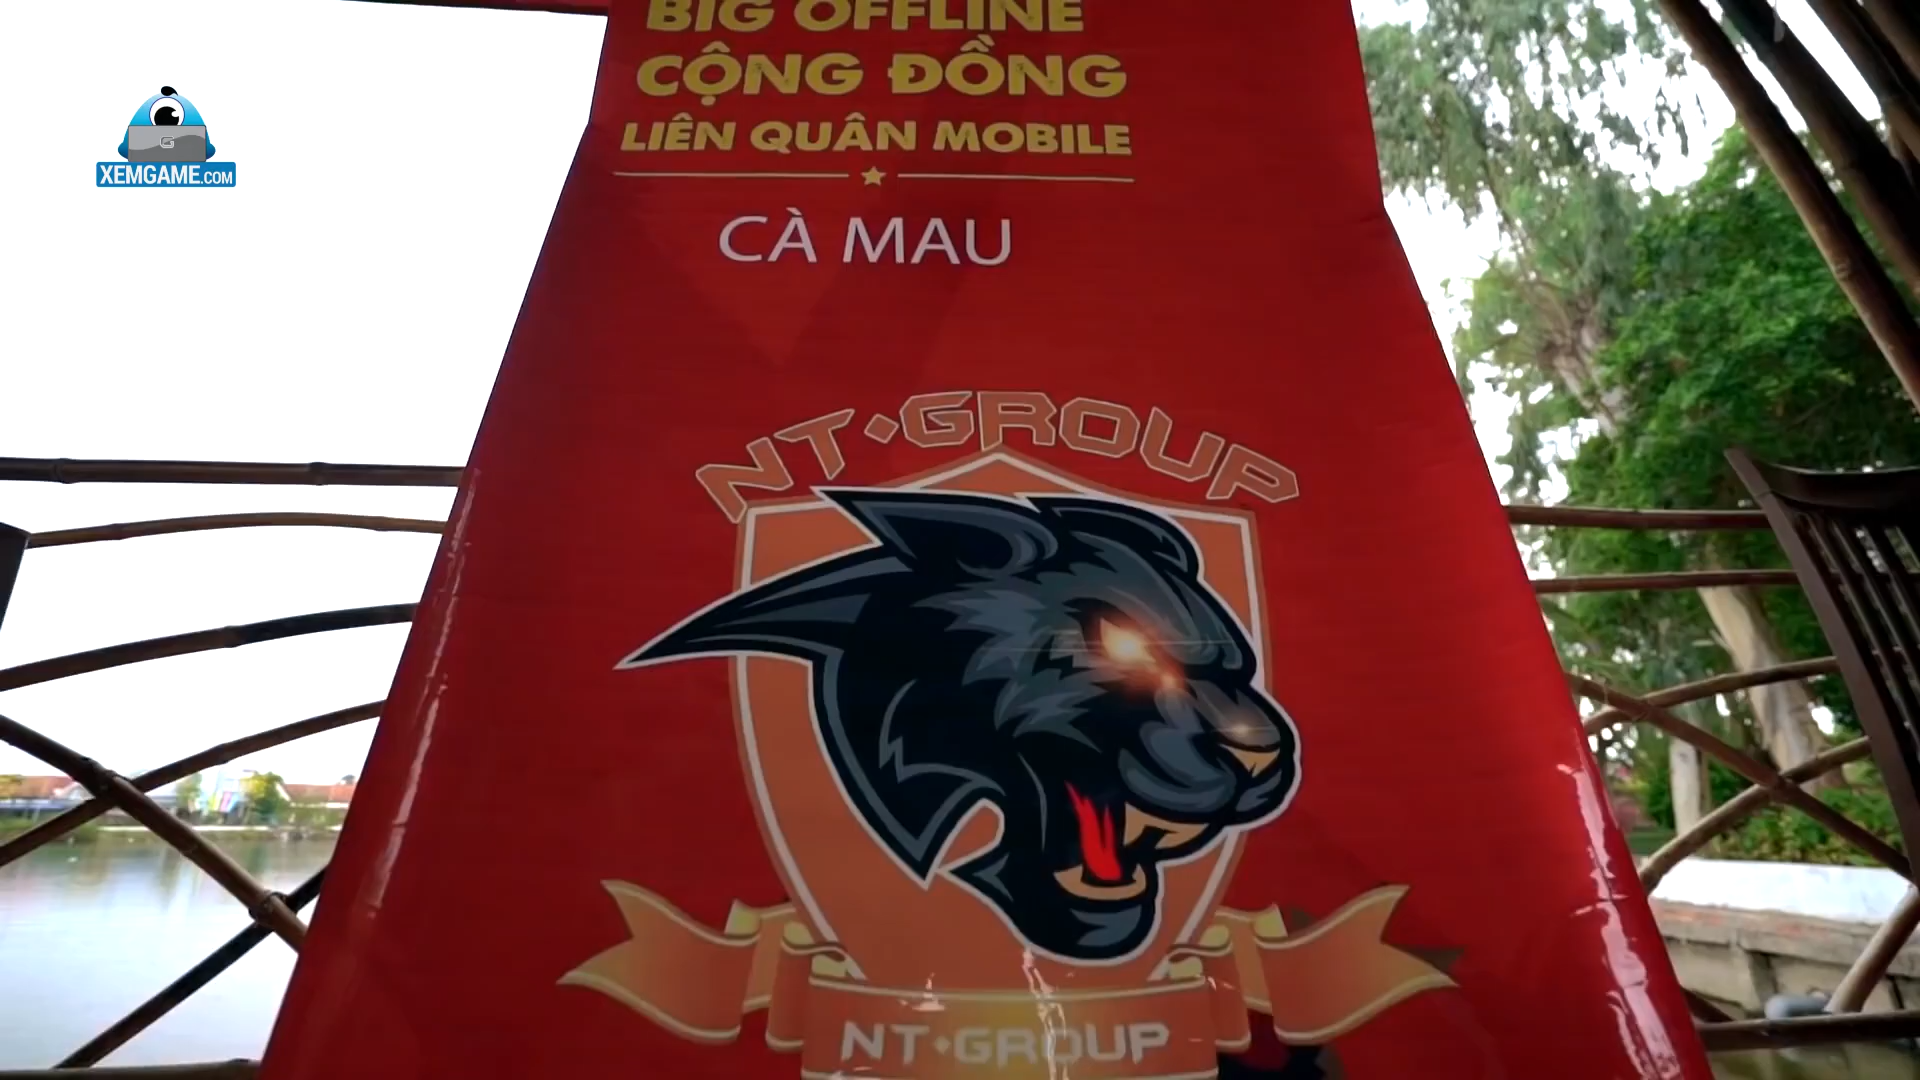 BIG OFFLINE
CỘNG ĐỒNG
LIÊN QUÂN MOBILE
XEMGAME.COM
CÀ MAU
NT•GROUP
NT•GROUP